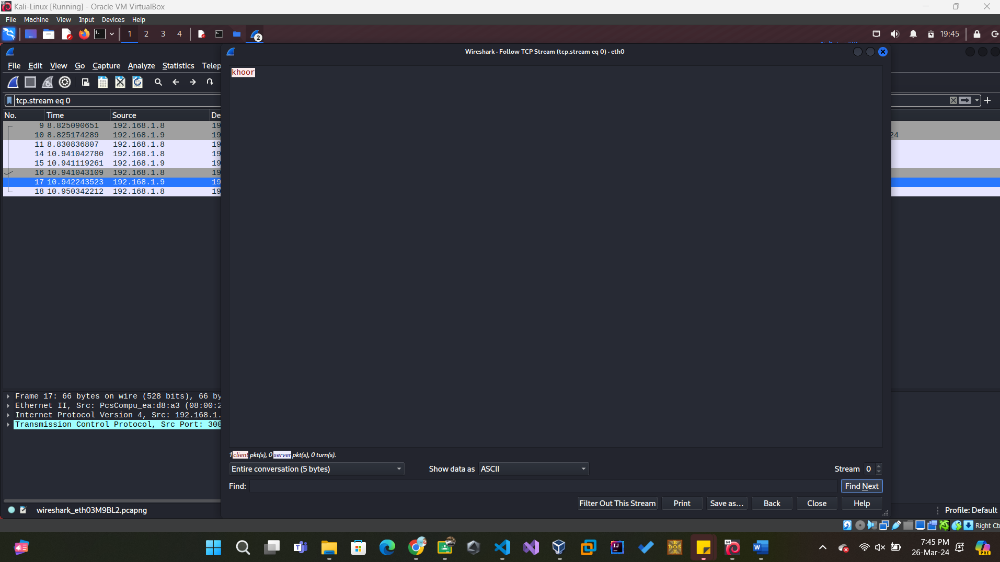 Kali-Linux [Running] - Oracle VM VirtualBox
File Machine View Input Devices Help
1 2 3 4
2
19:45
Wireshark · Follow TCP Stream (tcp.stream eq 0) · eth0
File Edit View Go Capture Analyze Statistics Telep
khoor
tcp.stream eq 0
No. Time Source De
9 8.825090651 192.168.1.8 19
10 8.825174289 192.168.1.9 19 24
11 8.830836807 192.168.1.8 19
14 10.941042780 192.168.1.8 19
15 10.941119261 192.168.1.9 19
16 10.941043109 192.168.1.8 19
17 10.942243523 192.168.1.9 19
18 10.950342212 192.168.1.8 19
Frame 17: 66 bytes on wire (528 bits), 66 by
Ethernet II, Src: PcsCompu_ea:d8:a3 (08:00:2
Internet Protocol Version 4, Src: 192.168.1.
Transmission Control Protocol, Src Port: 300
1 client pkt(s), 0 server pkt(s), 0 turn(s).
Entire conversation (5 bytes) Show data as ASCII Stream 0
Find: Find Next
Filter Out This Stream Print Save as... Back Close Help
wireshark_eth03M9BL2.pcapng Profile: Default
Right Ctr
7:45 PM
26-Mar-24